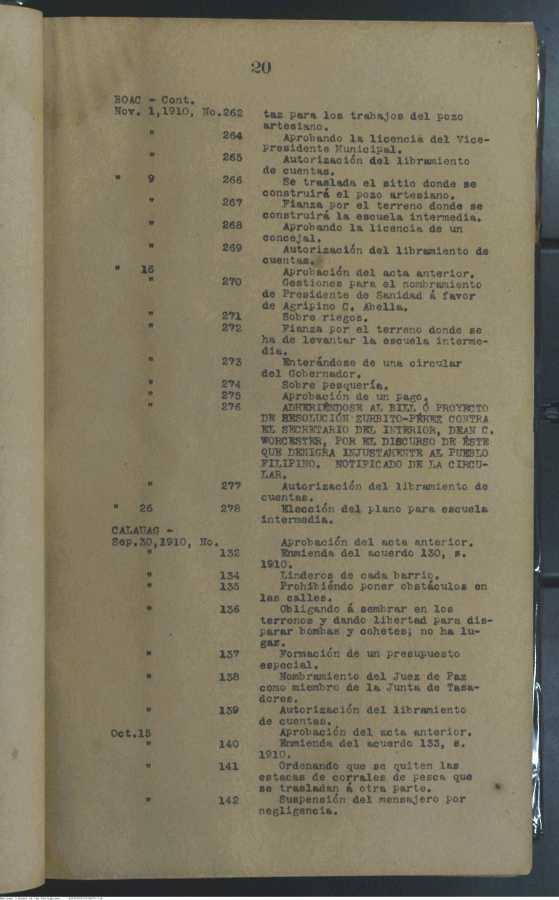 20
BOAC - Cont.
Nov. 1,1910, No.262 taz para los trabajos del pozo
artesiano.
" 264 Aprobando la licencia del Vice-
presidente Municipal.
" 265 Autorización del libramiento
de cuentas.
" 9 266 Se traslada el sitio donde se
construirá el pozo artesiano.
" 267 Fianza por el terreno donde se
construirá la escuela intermedia.
" 268 Aprobando la licencia de un
concejal.
" 269 Autorización del libramiento de
cuentas.
" 16 Aprobación del acta anterior.
" 270 Gestiones para el nombramiento
de Presidente de Sanidad á favor
de Agripino C. Abella.
" 271 Sobre riegos.
" 272 Fianza por el terreno donde se
ha de levantar la escuela interme-
dia.
" 273 Enterándose de una circular
del Gobernador.
" 274 Sobre pesquería.
" 275 Aprobación de un pago.
" 276 ADHERIÉNDOSE AL BILL Ó PROYECTO
DE RESOLUCIÓN ZURBITO-PÉREZ CONTRA
EL SECRETARIO DEL INTERIOR, DEAN C.
WORCESTER, POR EL DISCURSO DE ÉSTE
QUE DENIGRA INJUSTAMENTE AL PUEBLO
FILIPINO. NOTIFICADO DE LA CIRCU-
LAR.
" 277 Autorización del libramiento de
cuentas.
" 26 278 Elección del plano para escuela
intermedia.
CALAUAG -
Sep.30,1910, No. Aprobación del acta anterior.
" 132 Enmienda del acuerdo 130, s.
1910.
" 134 Linderos de cada barrio.
" 135 Prohibiéndo poner obstáculos en
las calles.
" 136 Obligando á sembrar en los
terrenos y dando libertad para dis-
parar bombas y cohetes; no ha lu-
gar.
" 137 Formación de un presupuesto
especial.
" 138 Nombramiento del Juez de Paz
como miembro de la Junta de Tasa-
dores.
" 139 Autorización del libramiento
de cuentas.
Oct.15 Aprobación del acta anterior.
" 140 Enmienda del acuerdo 133, s.
1910.
" 141 Ordenando que se quiten las
estacas de corrales de pesca que
se trasladan á otra parte.
" 142 Suspensión del mensajero por
negligencia.